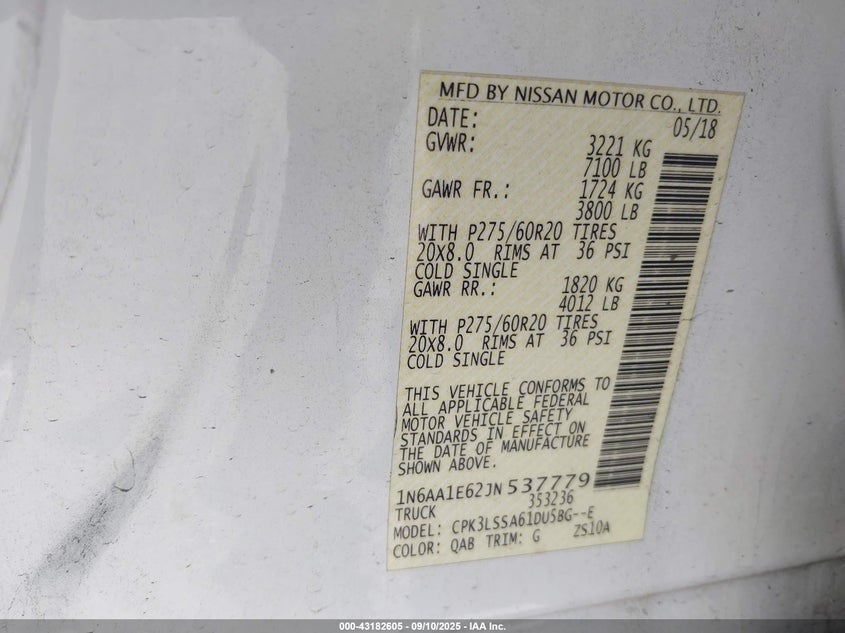 MFD BY NISSAN MOTOR CO., LTD.
DATE: 05/18
GVWR: 3221 KG
7100 LB
GAWR FR.: 1724 KG
3800 LB
WITH P275/60R20 TIRES
20X8.0 RIMS AT 36 PSI
COLD SINGLE
GAWR RR.: 1820 KG
4012 LB
WITH P275/60R20 TIRES
20X8.0 RIMS AT 36 PSI
COLD SINGLE
THIS VEHICLE CONFORMS TO
ALL APPLICABLE FEDERAL
MOTOR VEHICLE SAFETY
STANDARDS IN EFFECT ON
THE DATE OF MANUFACTURE
SHOWN ABOVE.
1N6AA1E62JN537779
TRUCK 353236
MODEL: CPK3LSSA61DU5BG--E
COLOR: QAB TRIM: G ZS10A
000-43182605 - 09/10/2025 - IAA Inc.